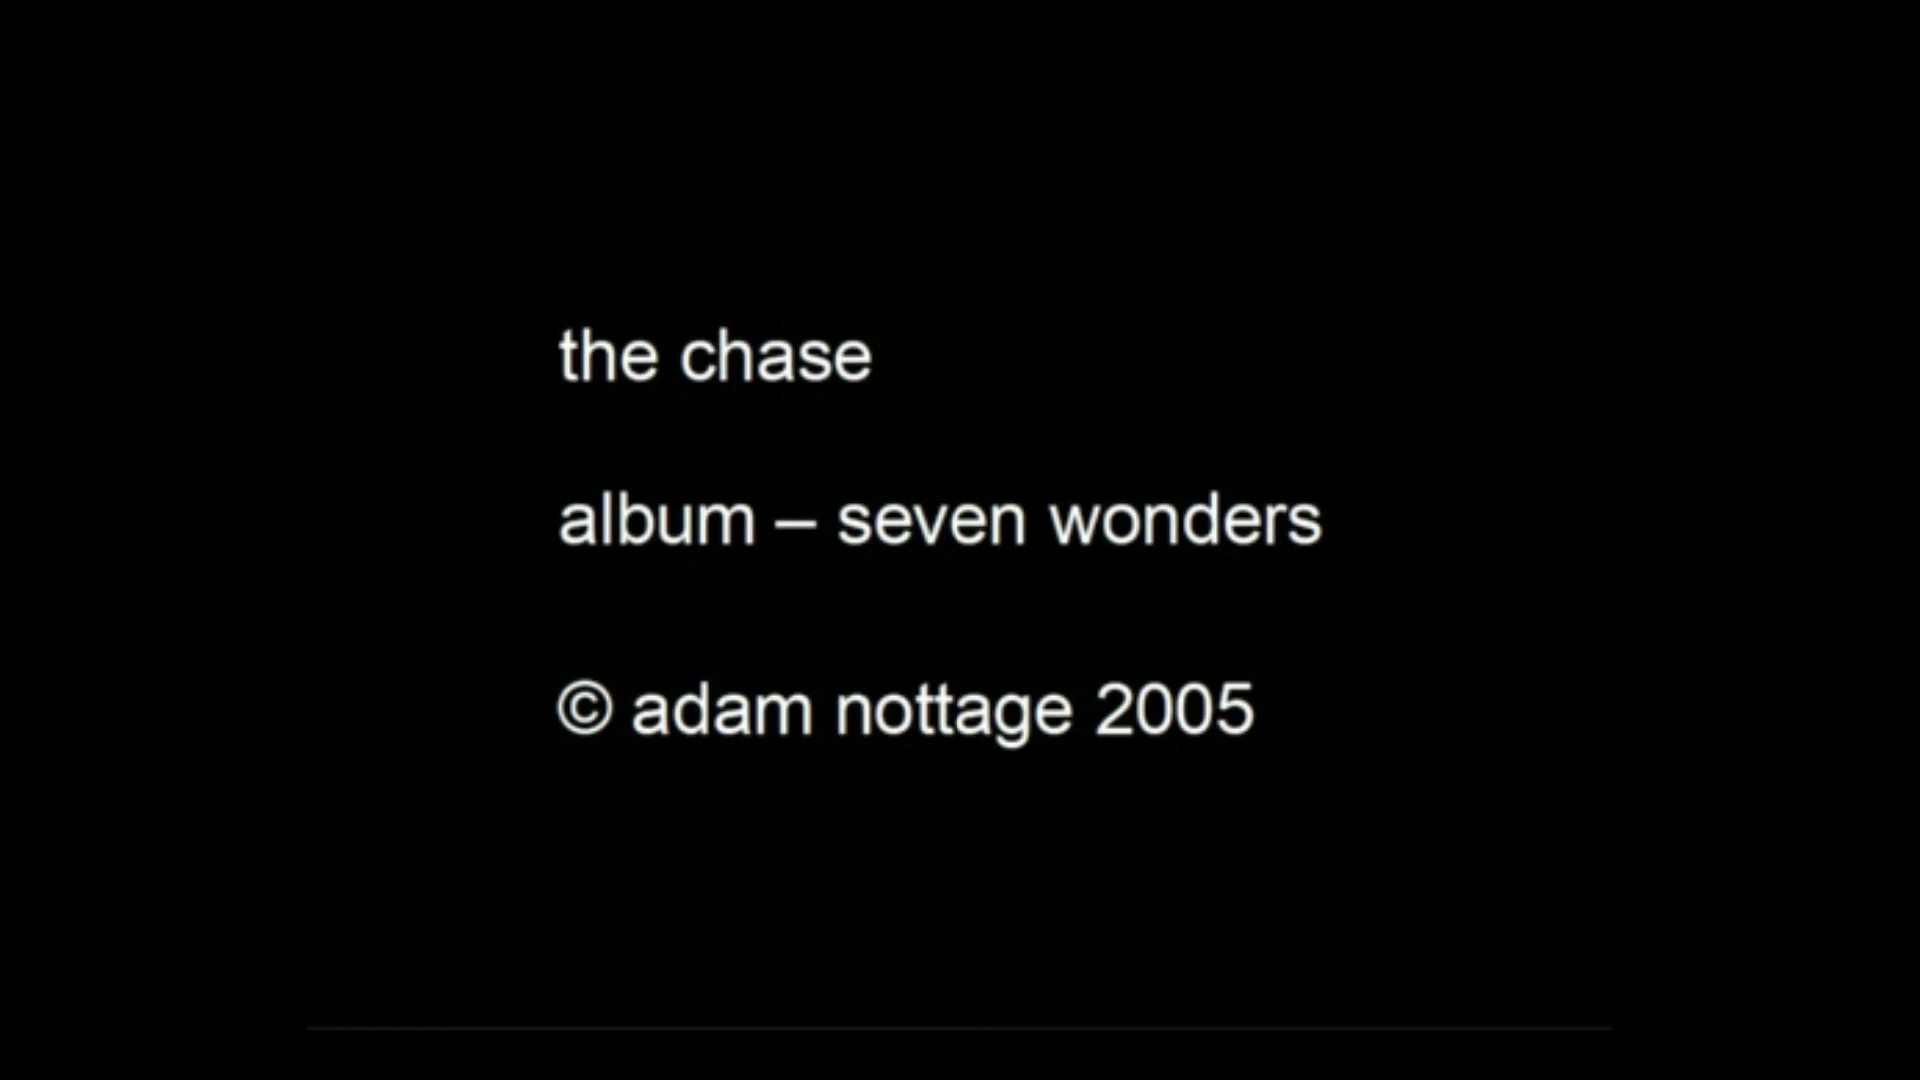 the chase
album – seven wonders
© adam nottage 2005